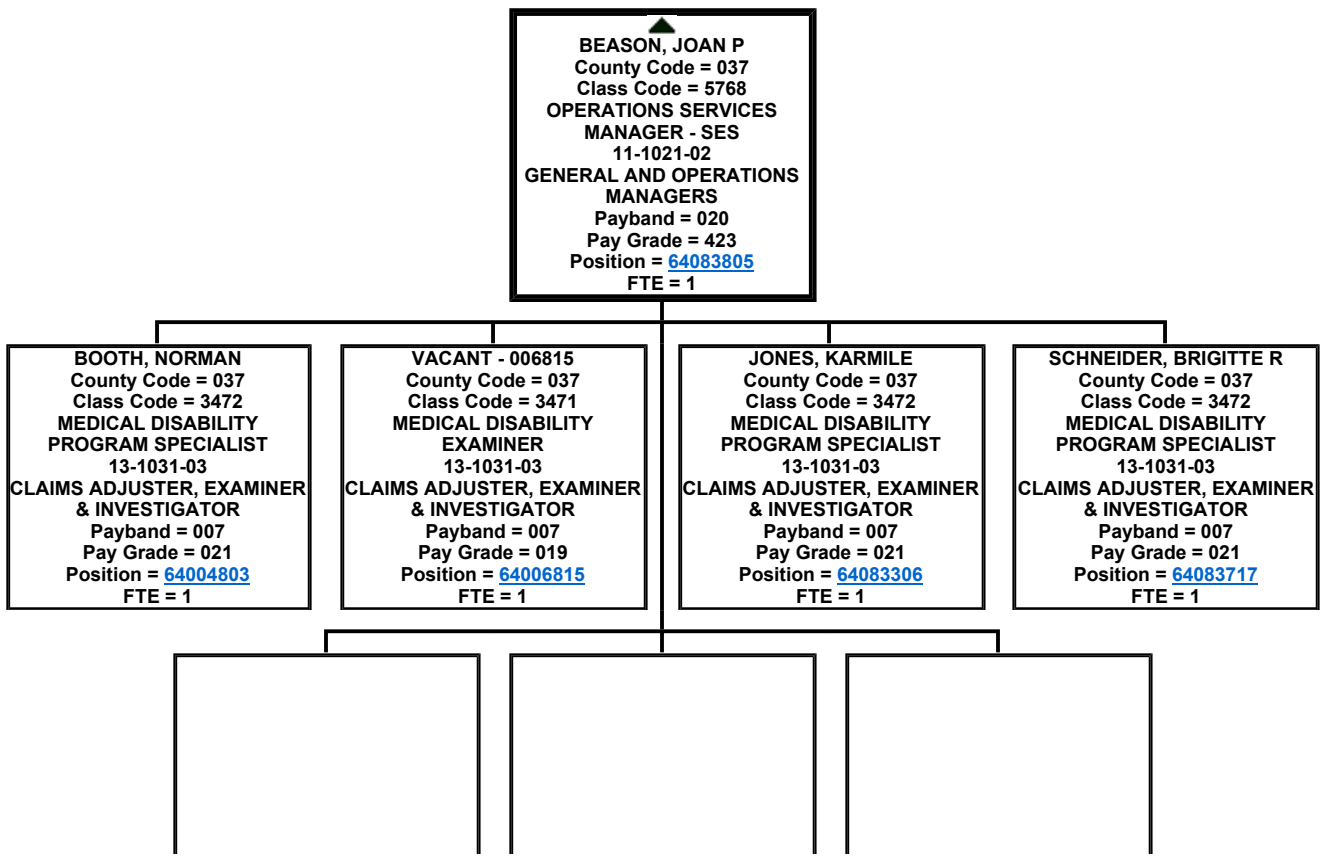 BEASON, JOAN P
County Code = 037
Class Code = 5768
OPERATIONS SERVICES
MANAGER - SES
11-1021-02
GENERAL AND OPERATIONS
MANAGERS
Payband = 020
Pay Grade = 423
Position = 64083805
FTE = 1
BOOTH, NORMAN
County Code = 037
Class Code = 3472
MEDICAL DISABILITY
PROGRAM SPECIALIST
13-1031-03
CLAIMS ADJUSTER, EXAMINER
& INVESTIGATOR
Payband = 007
Pay Grade = 021
Position = 64004803
FTE = 1
VACANT - 006815
County Code = 037
Class Code = 3471
MEDICAL DISABILITY
EXAMINER
13-1031-03
CLAIMS ADJUSTER, EXAMINER
& INVESTIGATOR
Payband = 007
Pay Grade = 019
Position = 64006815
FTE = 1
JONES, KARMILE
County Code = 037
Class Code = 3472
MEDICAL DISABILITY
PROGRAM SPECIALIST
13-1031-03
CLAIMS ADJUSTER, EXAMINER
& INVESTIGATOR
Payband = 007
Pay Grade = 021
Position = 64083306
FTE = 1
SCHNEIDER, BRIGITTE R
County Code = 037
Class Code = 3472
MEDICAL DISABILITY
PROGRAM SPECIALIST
13-1031-03
CLAIMS ADJUSTER, EXAMINER
& INVESTIGATOR
Payband = 007
Pay Grade = 021
Position = 64083717
FTE = 1